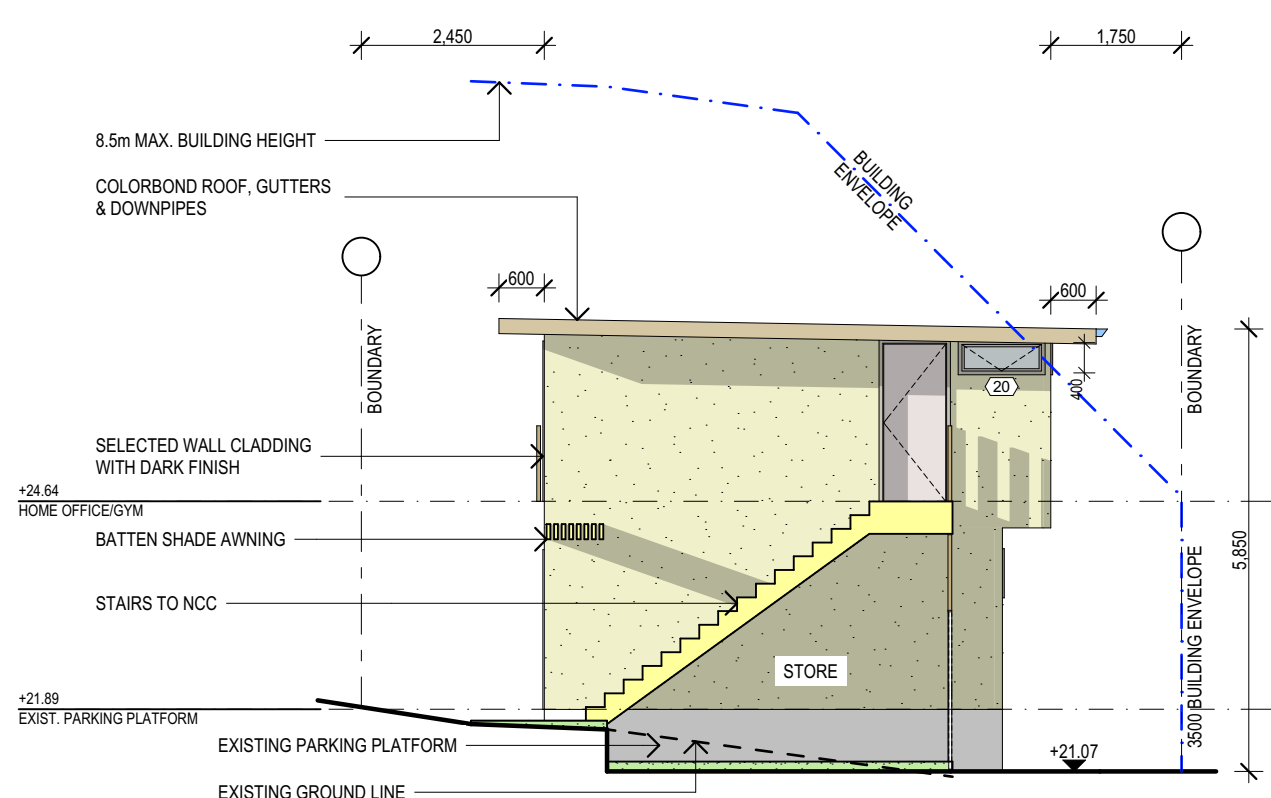 2,450
1,750
8.5m MAX. BUILDING HEIGHT
COLORBOND ROOF, GUTTERS
& DOWNPIPES
BUILDING
ENVELOPE
600
600
BOUNDARY
BOUNDARY
400
20
SELECTED WALL CLADDING
WITH DARK FINISH
+24.64
HOME OFFICE/GYM
BATTEN SHADE AWNING
5,850
STAIRS TO NCC
3500 BUILDING ENVELOPE
STORE
+21.89
EXIST. PARKING PLATFORM
EXISTING PARKING PLATFORM
+21.07
EXISTING GROUND LINE